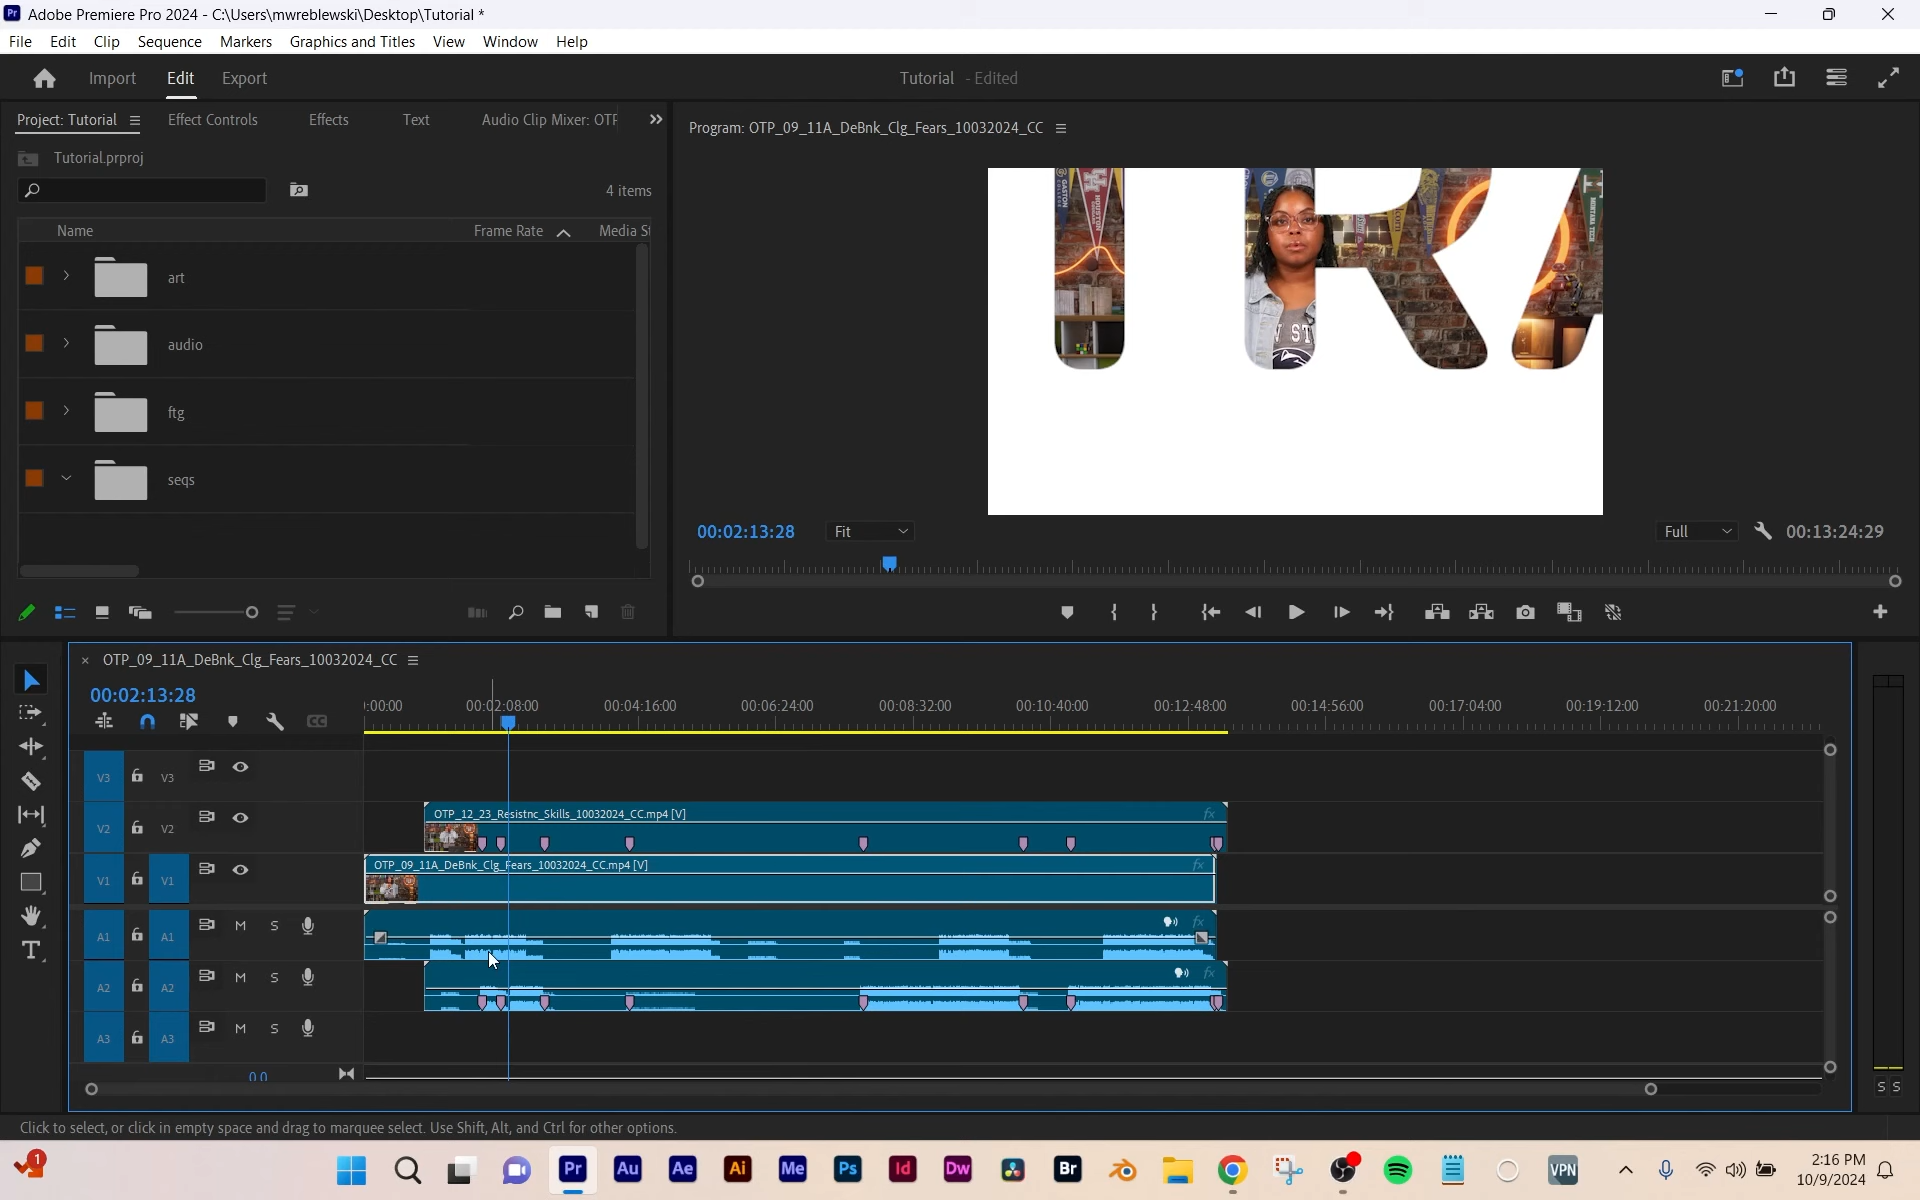 Adobe Premiere Pro 2024 - C:\Users\mwreblewski\Desktop\Tutorial *
File Edit Clip Sequence Markers Graphics and Titles View Window Help
Import Edit Export
Tutorial - Edited
Project: Tutorial Effect Controls Effects Text Audio Clip Mixer: OTF
Tutorial.prproj
4 items
Name Frame Rate Media St
art
audio
ftg
seqs
Program: OTP_09_11A_DeBnk_Clg_Fears_10032024_CC
00:02:13:28 Fit Full 00:13:24:29
OTP_09_11A_DeBnk_Clg_Fears_10032024_CC
00:02:13:28
:00:00 00:02:08:00 00:04:16:00 00:06:24:00 00:08:32:00 00:10:40:00 00:12:48:00 00:14:56:00 00:17:04:00 00:19:12:00 00:21:20:00
V3 V3
OTP_12_23_Resistnc_Skills_10032024_CC.mp4 [V] fx
V2 V2
OTP_09_11A_DeBnk_Clg_Fears_10032024_CC.mp4 [V] fx
V1 V1
A1 A1 M S fx
A2 A2 M S fx
A3 A3 M S
0.0
S S
Click to select, or click in empty space and drag to marquee select. Use Shift, Alt, and Ctrl for other options.
1 Pr Au Ae Ai Me Ps Id Dw Br VPN
2:16 PM
10/9/2024